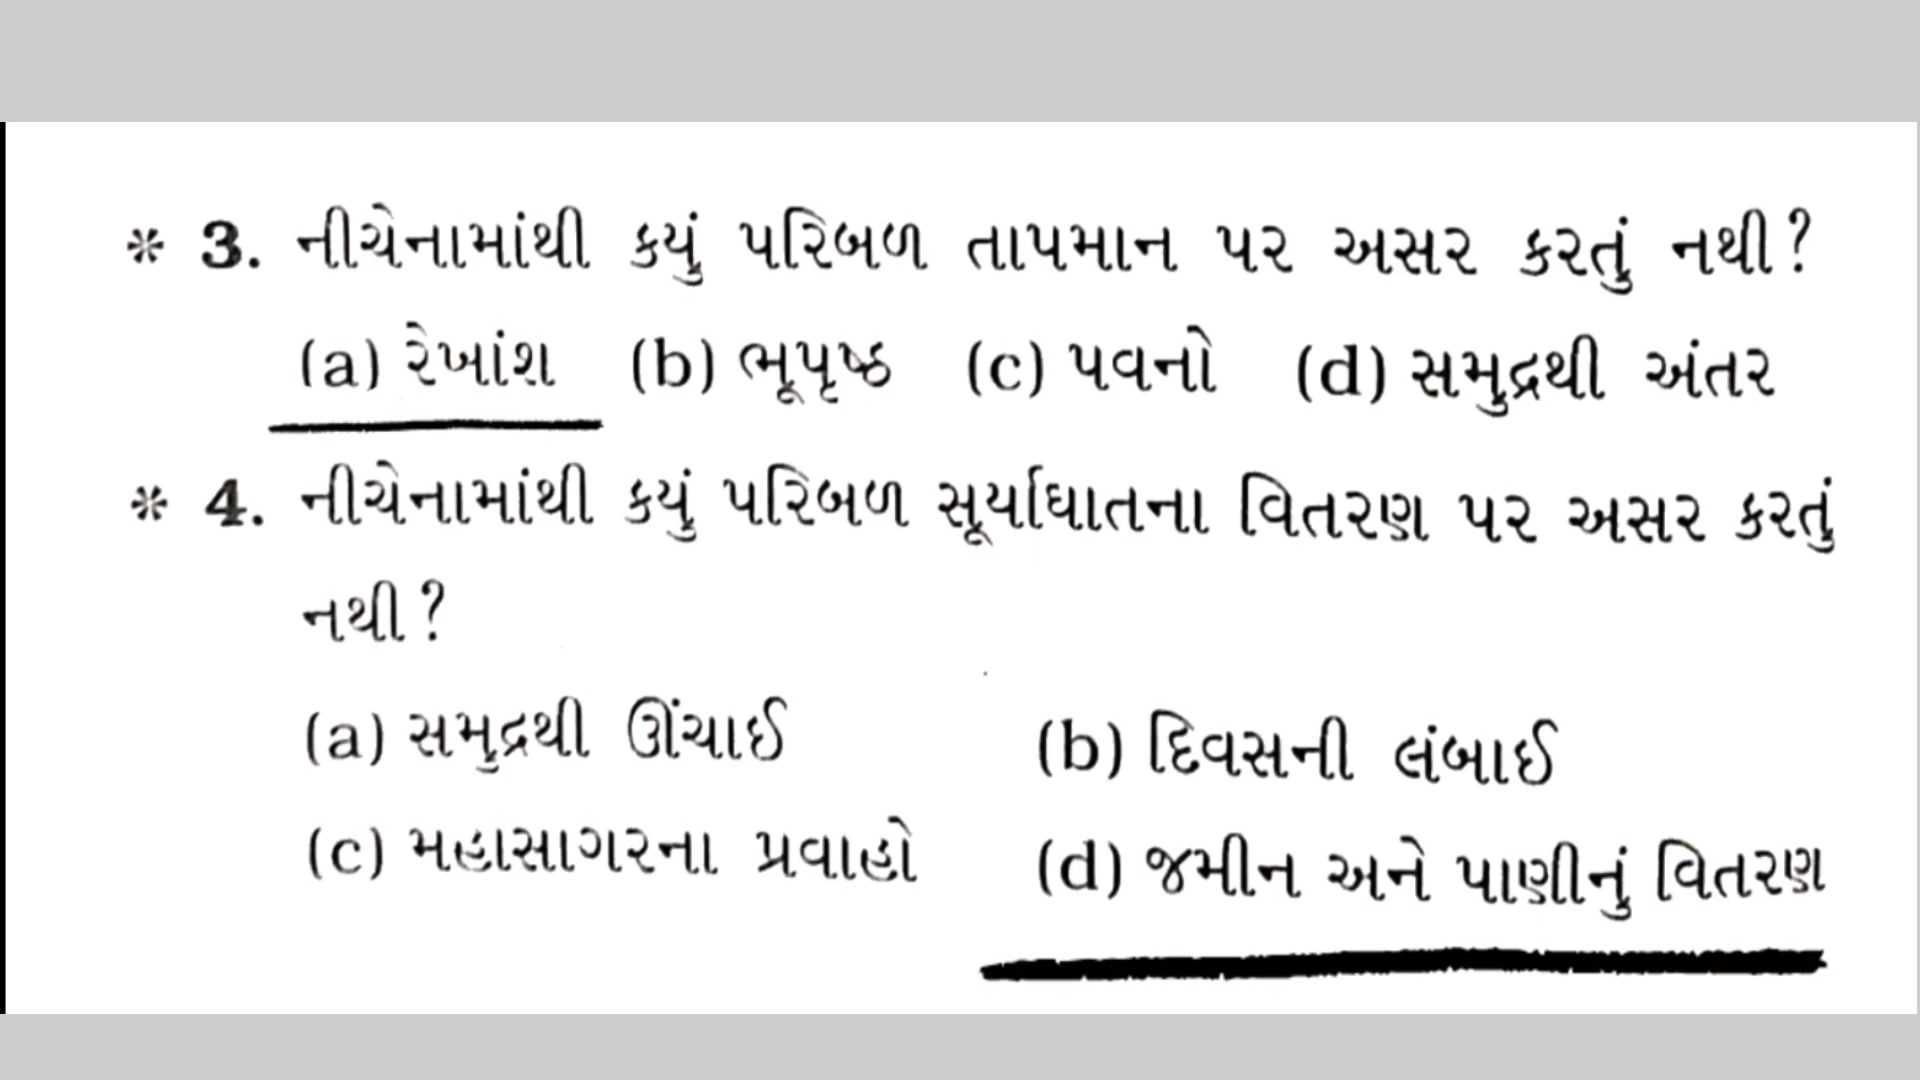 * 3. નીચેનામાંથી કયું પરિબળ તાપમાન પર અસર કરતું નથી?
(a) રેખાંશ (b) ભૂપૃષ્ઠ (c) પવનો (d) સમુદ્રથી અંતર
* 4. નીચેનામાંથી કયું પરિબળ સૂર્યાઘાતના વિતરણ પર અસર કરતું
નથી?
(a) સમુદ્રથી ઊંચાઈ (b) દિવસની લંબાઈ
(c) મહાસાગરના પ્રવાહો (d) જમીન અને પાણીનું વિતરણ